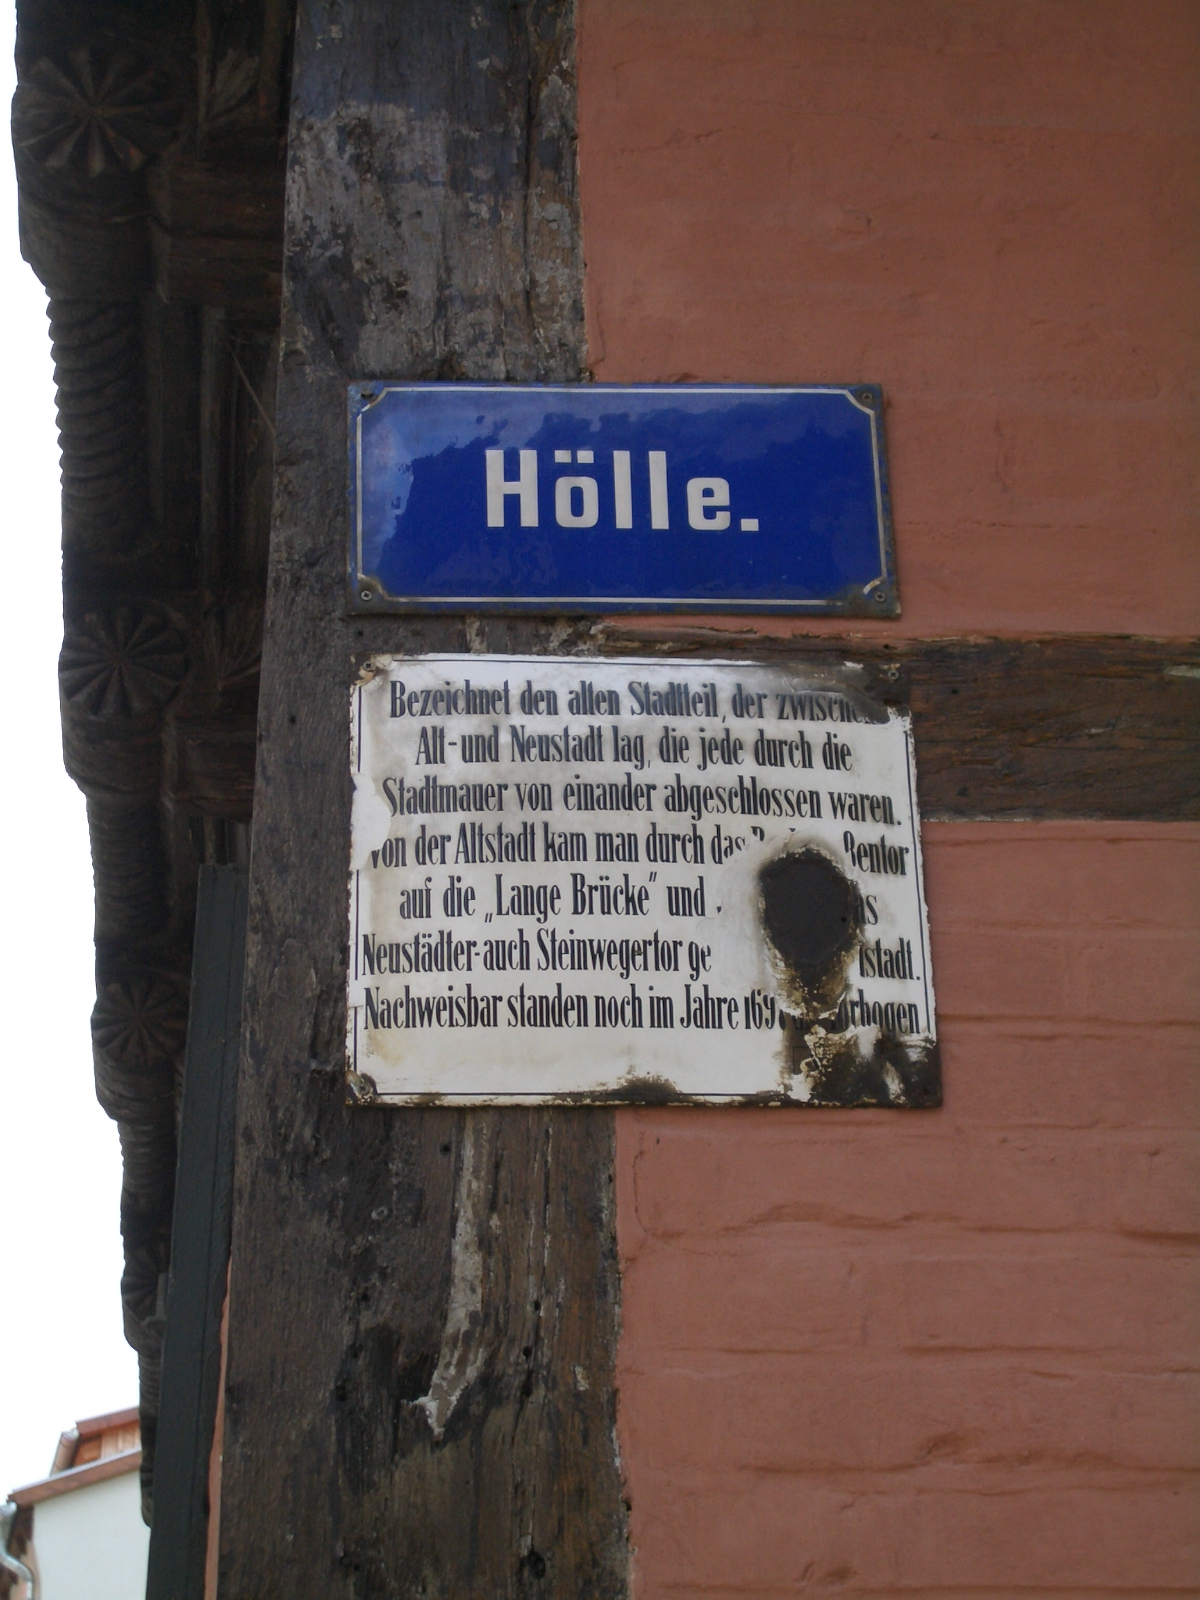 Hölle.
Bezeichnet den alten Stadtteil, der
Alt-und Neustadt lag, die jede durch die
Stadtmauer von einander abgeschlossen waren.
von der Altstadt kam man durch das
auf die „Lange Brücke" und
Neustädter-auch Steinwegertor
Nachweisbar standen noch im Jahre